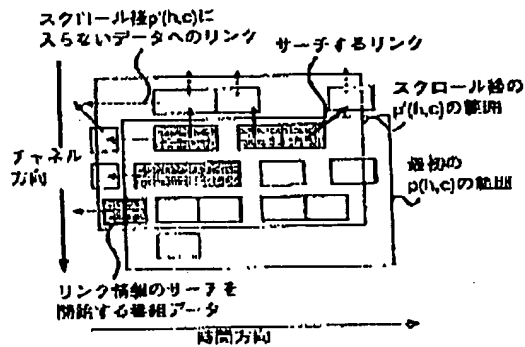 スクロール後p'(h,c)に
入らないデータへのリンク
サーチするリンク
スクロール後の
p'(h,c)の範囲
チャネル
方向
最初の
p(h,c)の範囲
リンク情報のサーチを
開始する番組データ
時間方向